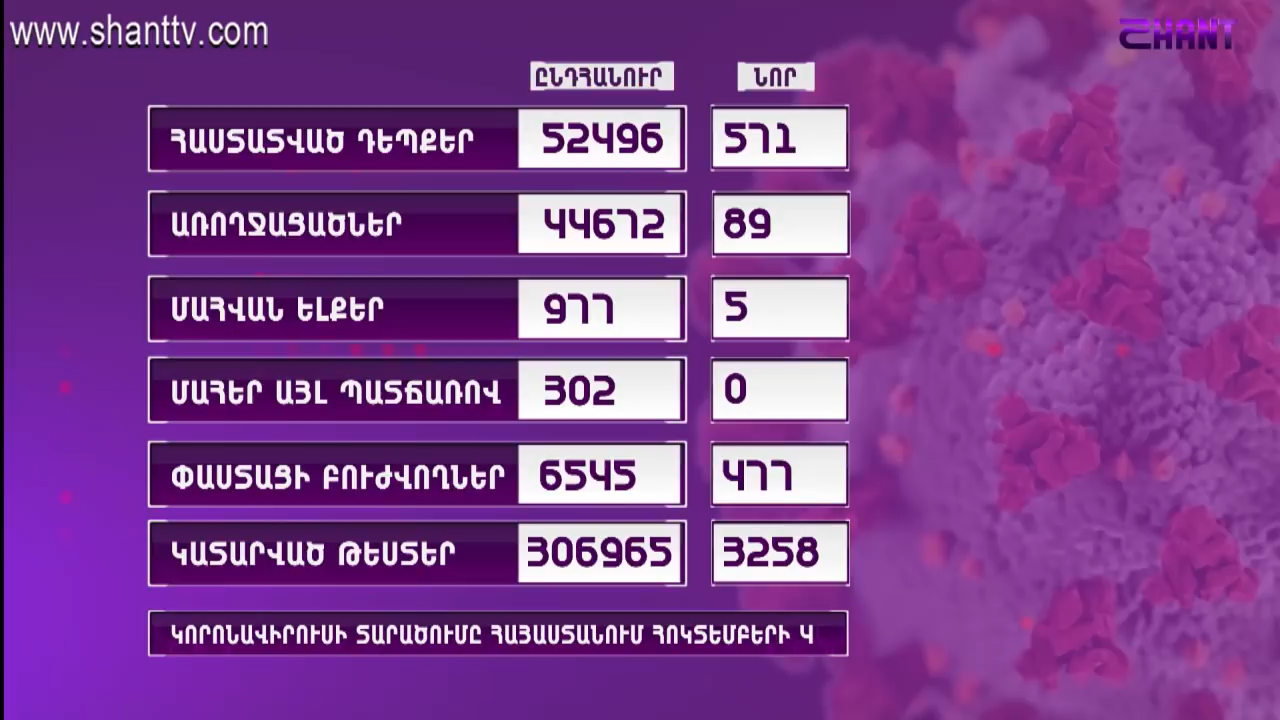 www.shanttv.com
SHANT
ԸՆԴՀԱՆՈՒՐ ՆՈՐ
ՀԱՍՏԱՏՎԱԾ ԴԵՊՔԵՐ 52496 571
ԱՌՈՂՋԱՑԱԾՆԵՐ 44672 89
ՄԱՀՎԱՆ ԵԼՔԵՐ 977 5
ՄԱՀԵՐ ԱՅԼ ՊԱՏՃԱՌՈՎ 302 0
ՓԱՍՏԱՑԻ ԲՈՒԺՎՈՂՆԵՐ 6545 477
ԿԱՏԱՐՎԱԾ ԹԵՍՏԵՐ 306965 3258
ԿՈՐՈՆԱՎԻՐՈՒՍԻ ՏԱՐԱԾՈՒՄԸ ՀԱՅԱՍՏԱՆՈՒՄ ՀՈԿՏԵՄԲԵՐԻ 4